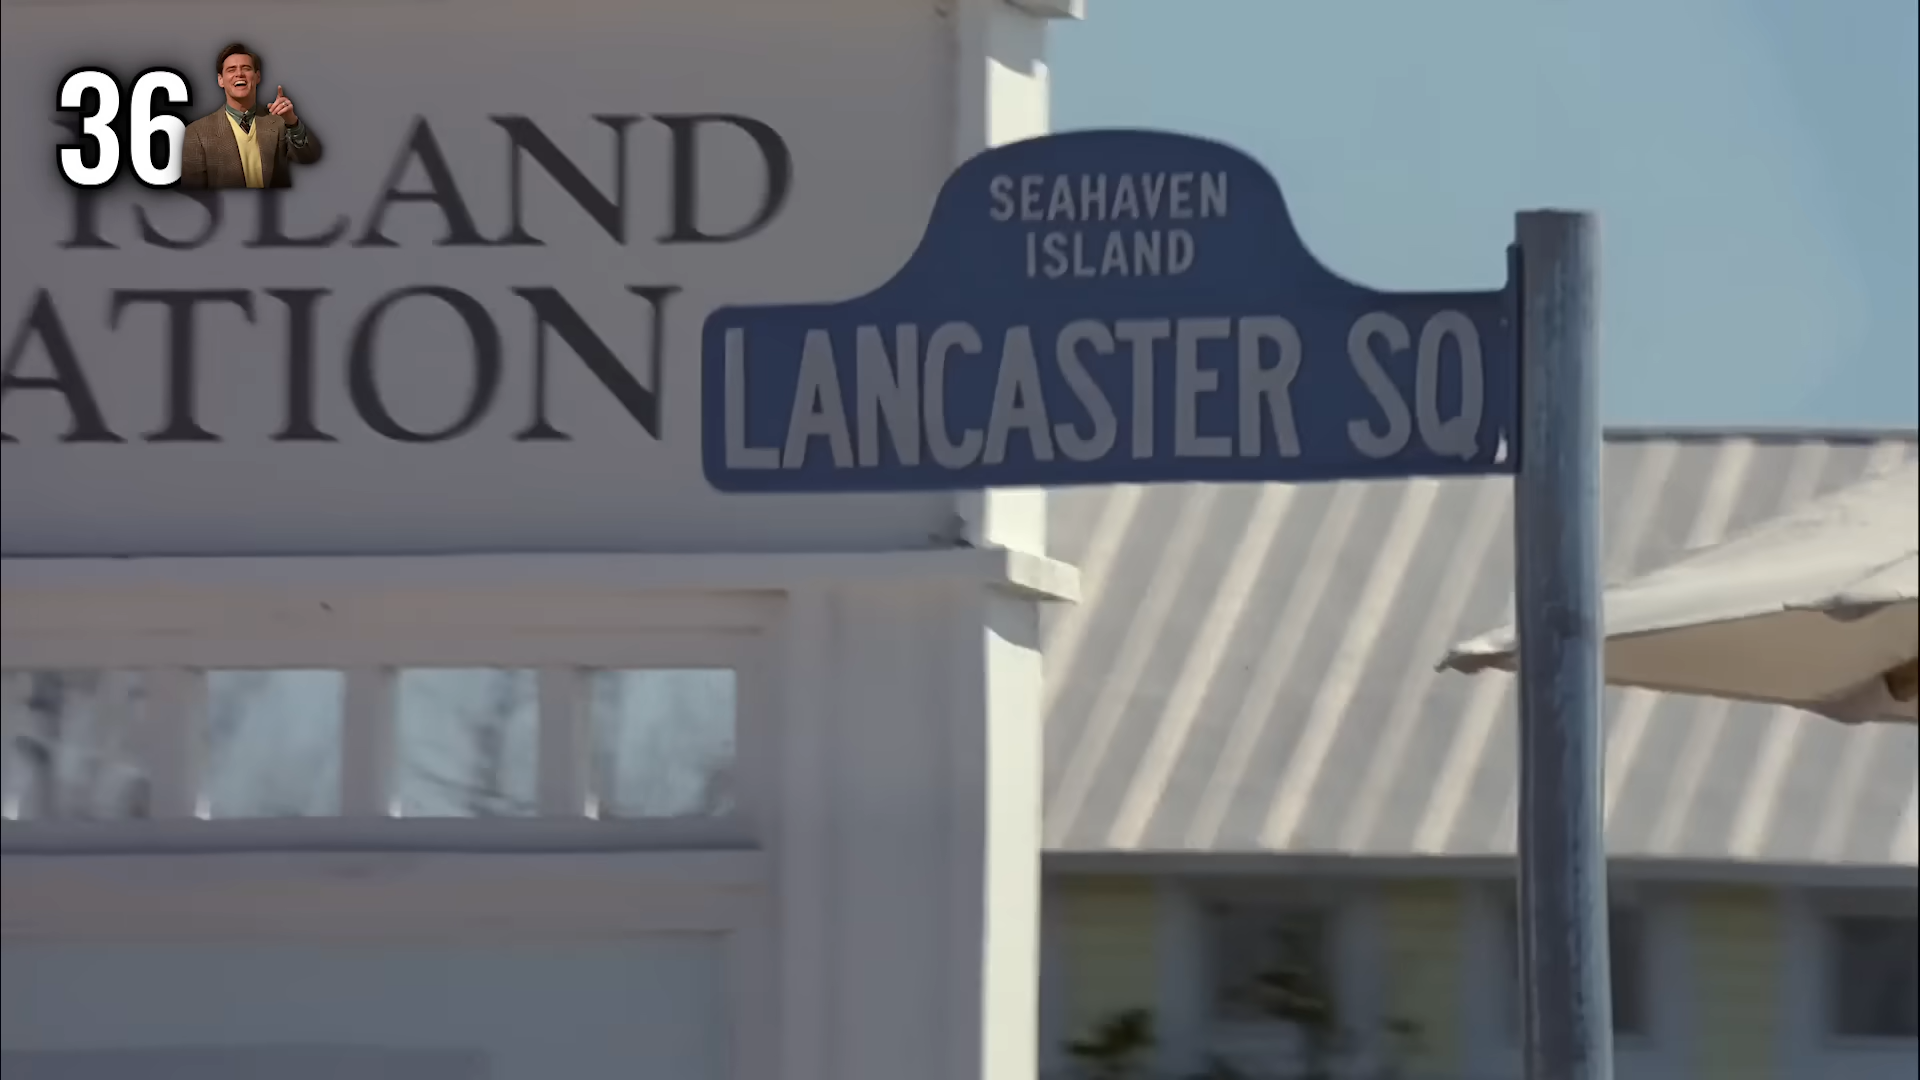 36
ISLAND
ATION
SEAHAVEN
ISLAND
LANCASTER SQ